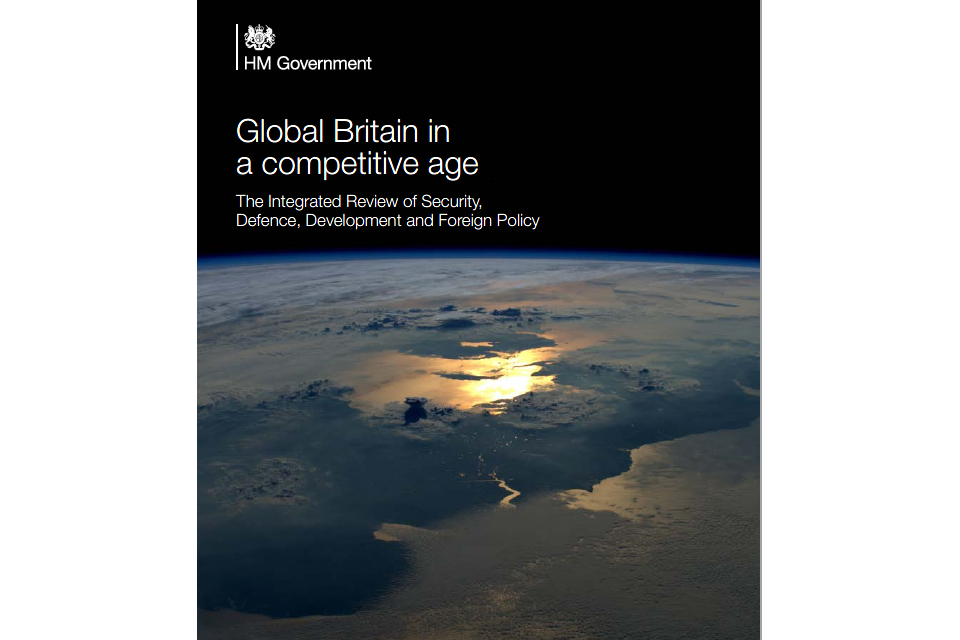 HM Government
Global Britain in
a competitive age
The Integrated Review of Security,
Defence, Development and Foreign Policy